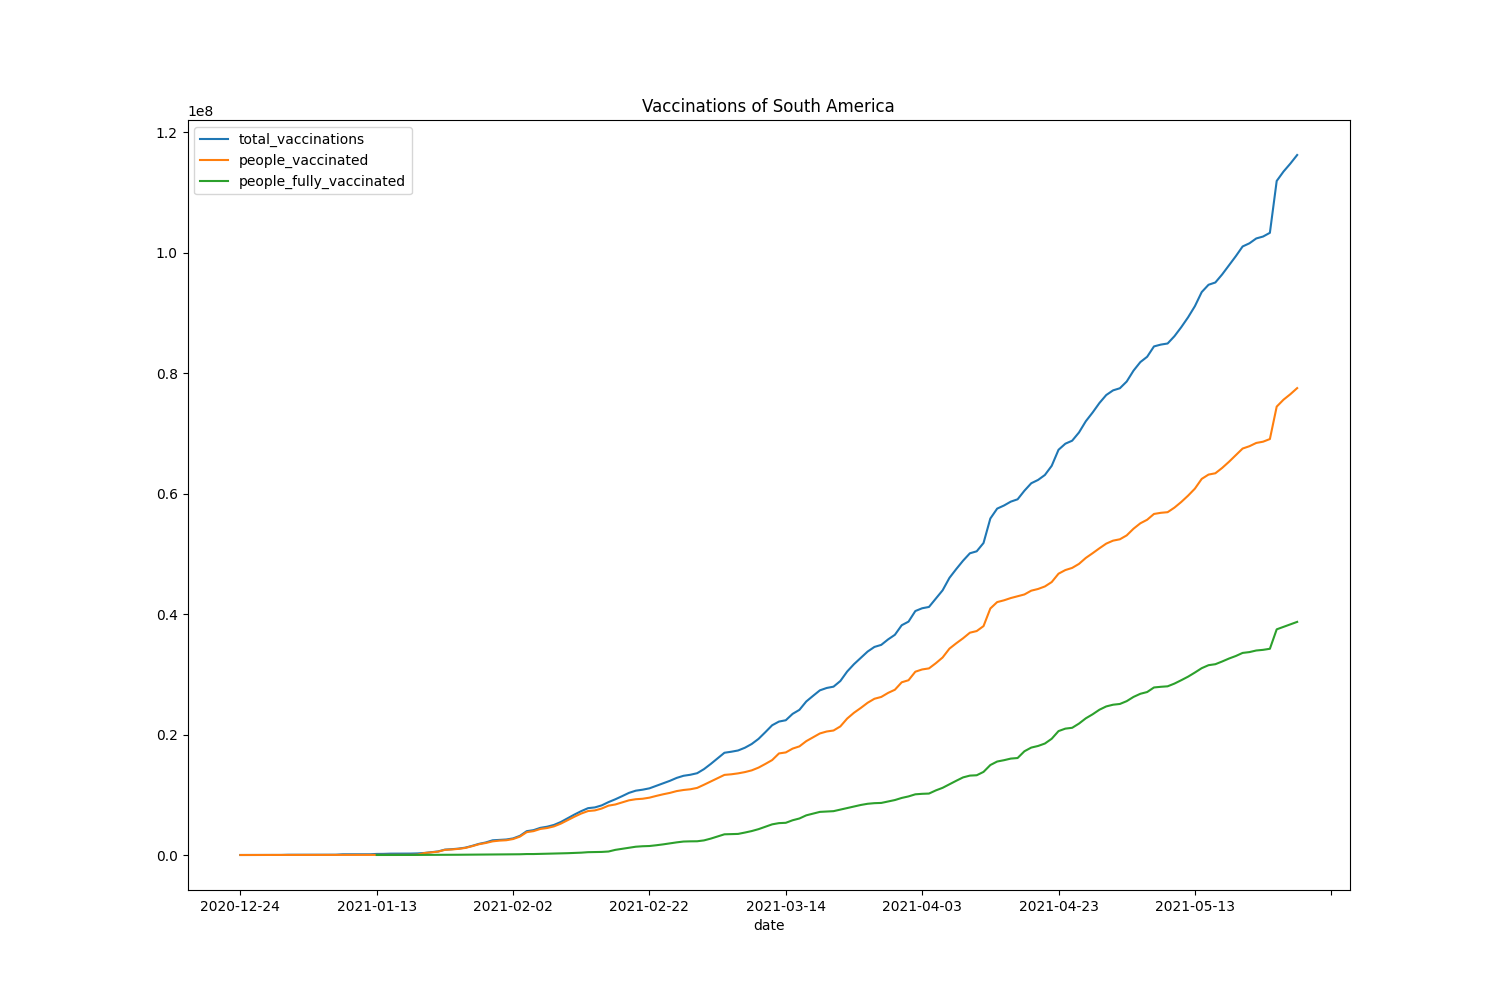 Vaccinations of South America
1e8
1.2
1.0
0.8
0.6
0.4
0.2
0.0
total_vaccinations
people_vaccinated
people_fully_vaccinated
2020-12-24 2021-01-13 2021-02-02 2021-02-22 2021-03-14 2021-04-03 2021-04-23 2021-05-13
date